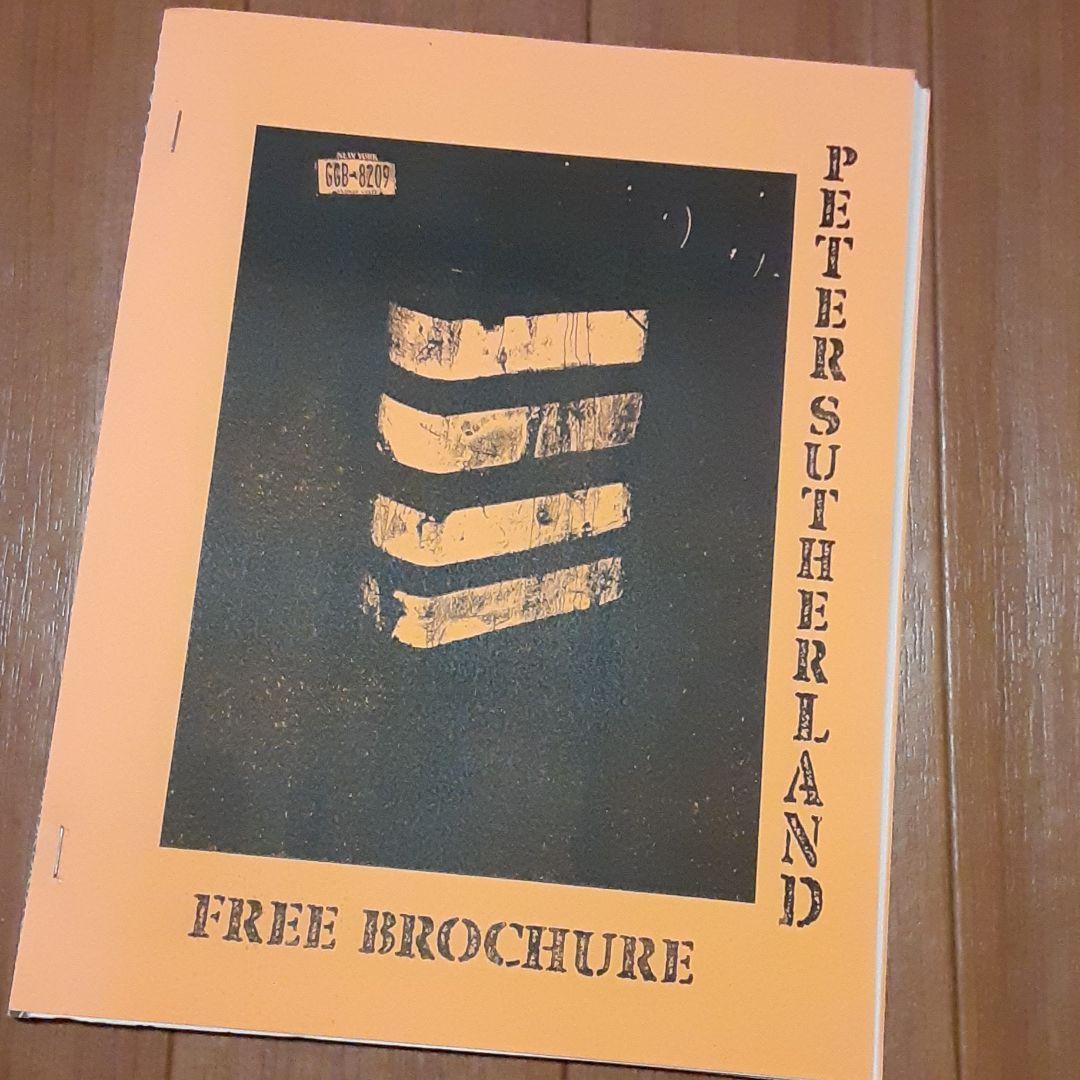 NEW YORK
GGB-8209
PETER SUTHERLAND
FREE BROCHURE